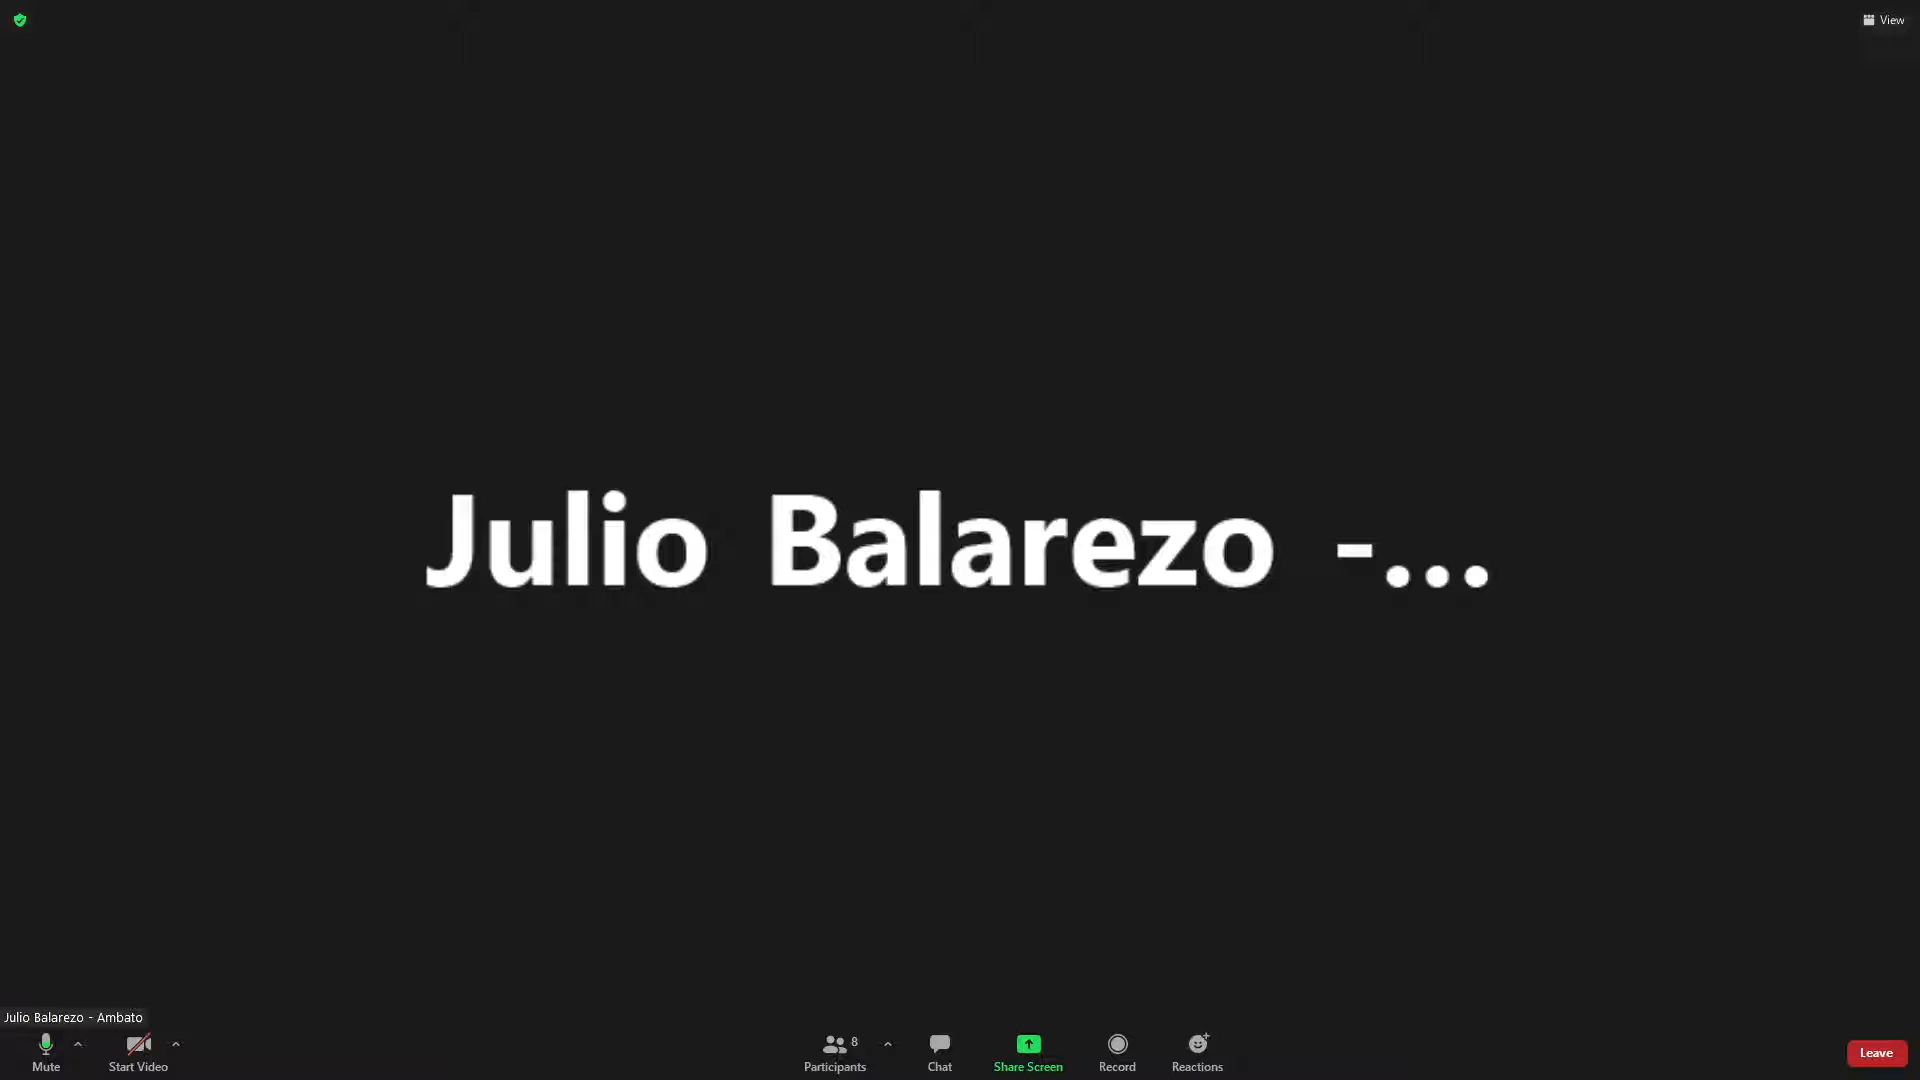 View
Julio Balarezo -...
Julio Balarezo - Ambato
Mute
Start Video
8
Participants
Chat
Share Screen
Record
Reactions
Leave